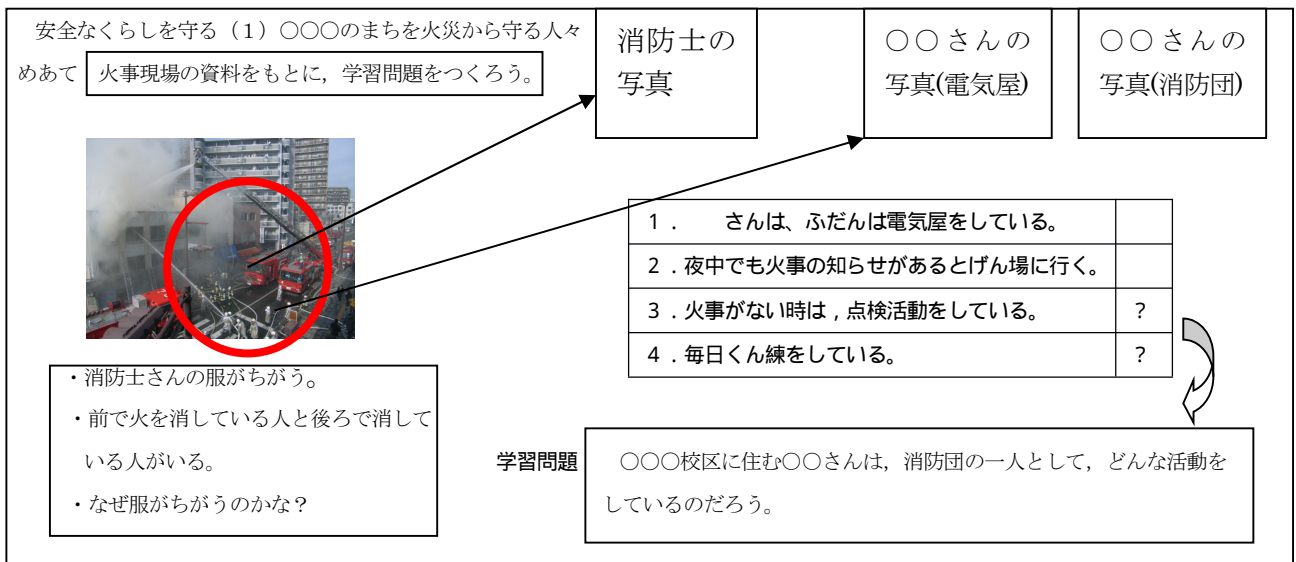 安全なくらしを守る(1)○○○のまちを火災から守る人々
めあて 火事現場の資料をもとに,学習問題をつくろう。
消防士の
写真
○○さんの
写真(電気屋)
○○さんの
写真(消防団)
・消防士さんの服がちがう。
・前で火を消している人と後ろで消して
いる人がいる。
・なぜ服がちがうのかな?
1. さんは、ふだんは電気屋をしている。
2.夜中でも火事の知らせがあるとげん場に行く。
3.火事がない時は,点検活動をしている。 ?
4.毎日くん練をしている。 ?
学習問題 ○○○校区に住む○○さんは,消防団の一人として,どんな活動を
しているのだろう。